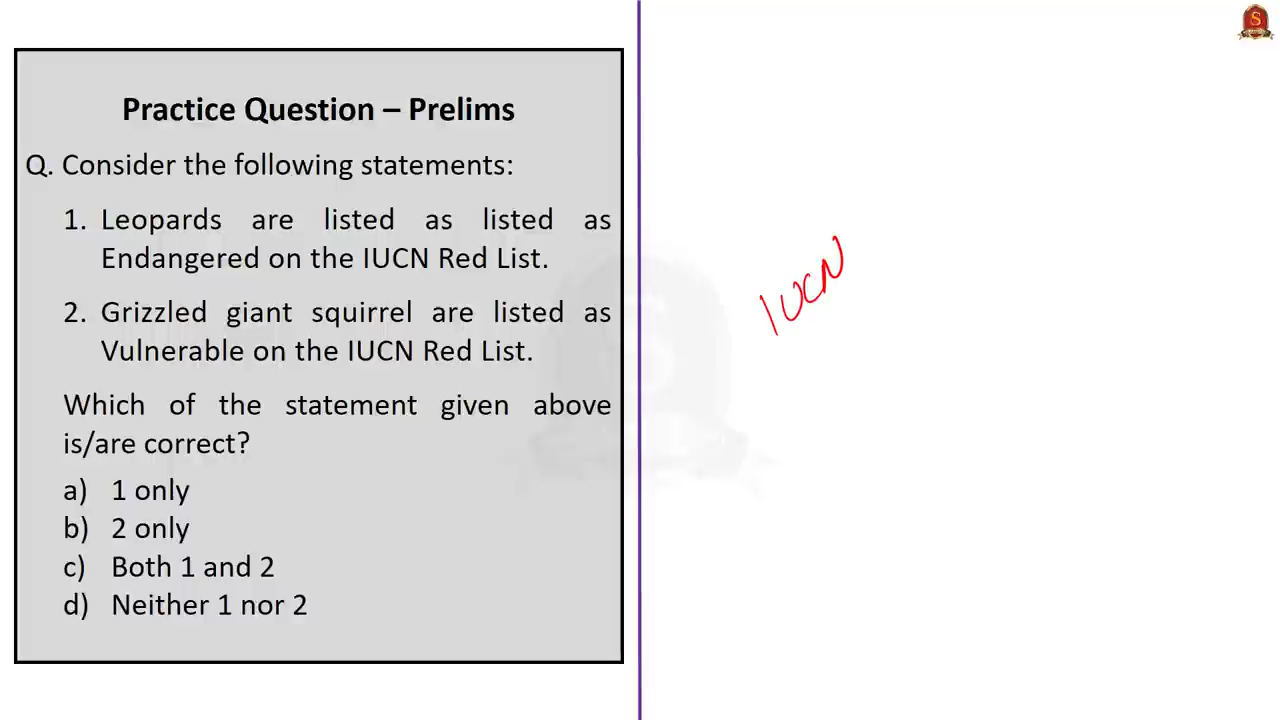 Practice Question – Prelims
Q. Consider the following statements:
1. Leopards are listed as listed as
Endangered on the IUCN Red List.
2. Grizzled giant squirrel are listed as
Vulnerable on the IUCN Red List.
Which of the statement given above
is/are correct?
a) 1 only
b) 2 only
c) Both 1 and 2
d) Neither 1 nor 2
IUCN
S